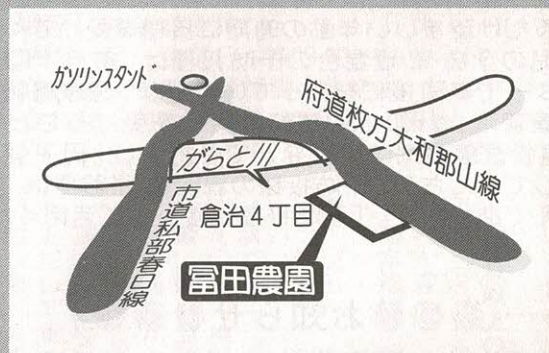 ガソリンスタント
府道枚方大和郡山線
がらと川
市道私部春日線
倉治4丁目
冨田農園